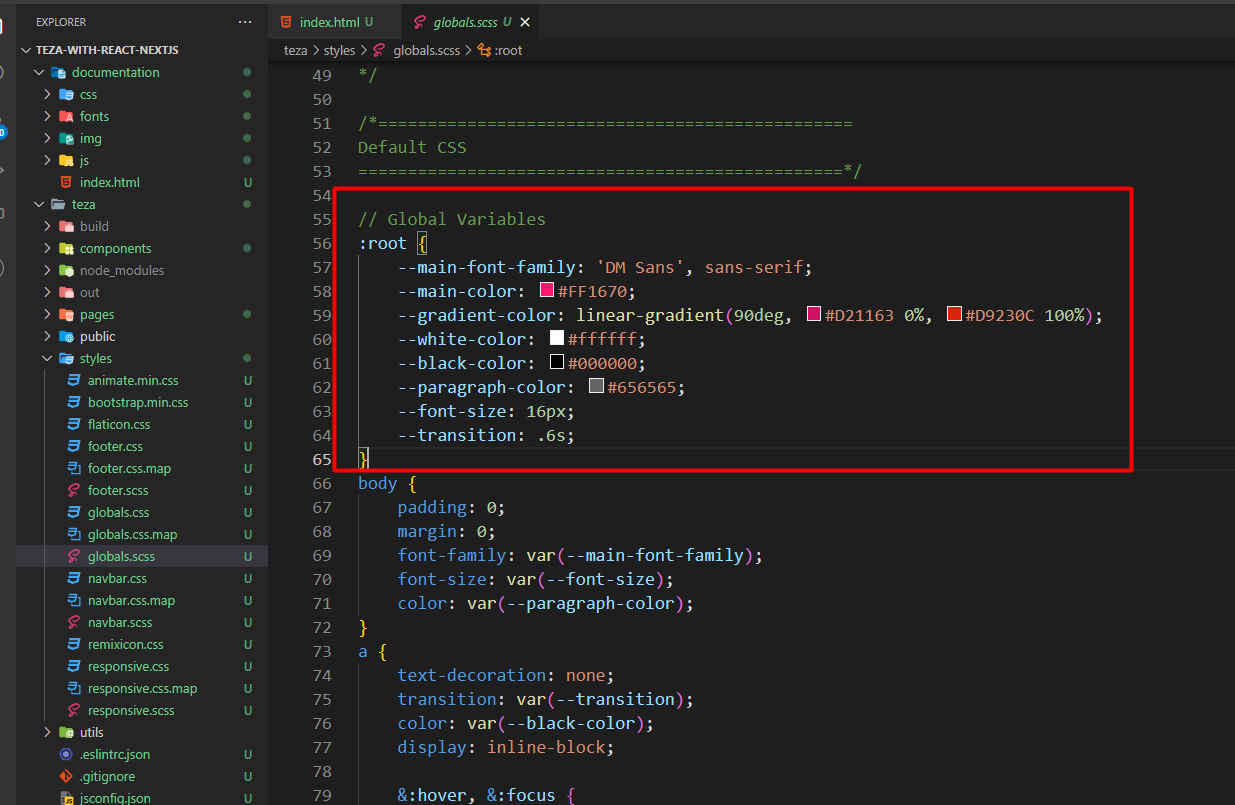 EXPLORER
···
TEZA-WITH-REACT-NEXTJS
documentation
css
fonts
img
js
index.html U
teza
build
components
node_modules
out
pages
public
styles
animate.min.css U
bootstrap.min.css U
flaticon.css U
footer.css U
footer.css.map U
footer.scss U
globals.css U
globals.css.map U
globals.scss U
navbar.css U
navbar.css.map U
navbar.scss U
remixicon.css U
responsive.css U
responsive.css.map U
responsive.scss U
utils
.eslintrc.json U
.gitignore U
jsconfig.json U
index.html U
globals.scss U ×
teza > styles > globals.scss > :root
49 */
50
51 /*================================================
52 Default CSS
53 =================================================*/
54
55 // Global Variables
56 :root {
57 --main-font-family: 'DM Sans', sans-serif;
58 --main-color: #FF1670;
59 --gradient-color: linear-gradient(90deg, #D21163 0%, #D9230C 100%);
60 --white-color: #ffffff;
61 --black-color: #000000;
62 --paragraph-color: #656565;
63 --font-size: 16px;
64 --transition: .6s;
65 }
66 body {
67 padding: 0;
68 margin: 0;
69 font-family: var(--main-font-family);
70 font-size: var(--font-size);
71 color: var(--paragraph-color);
72 }
73 a {
74 text-decoration: none;
75 transition: var(--transition);
76 color: var(--black-color);
77 display: inline-block;
78
79 &:hover, &:focus {